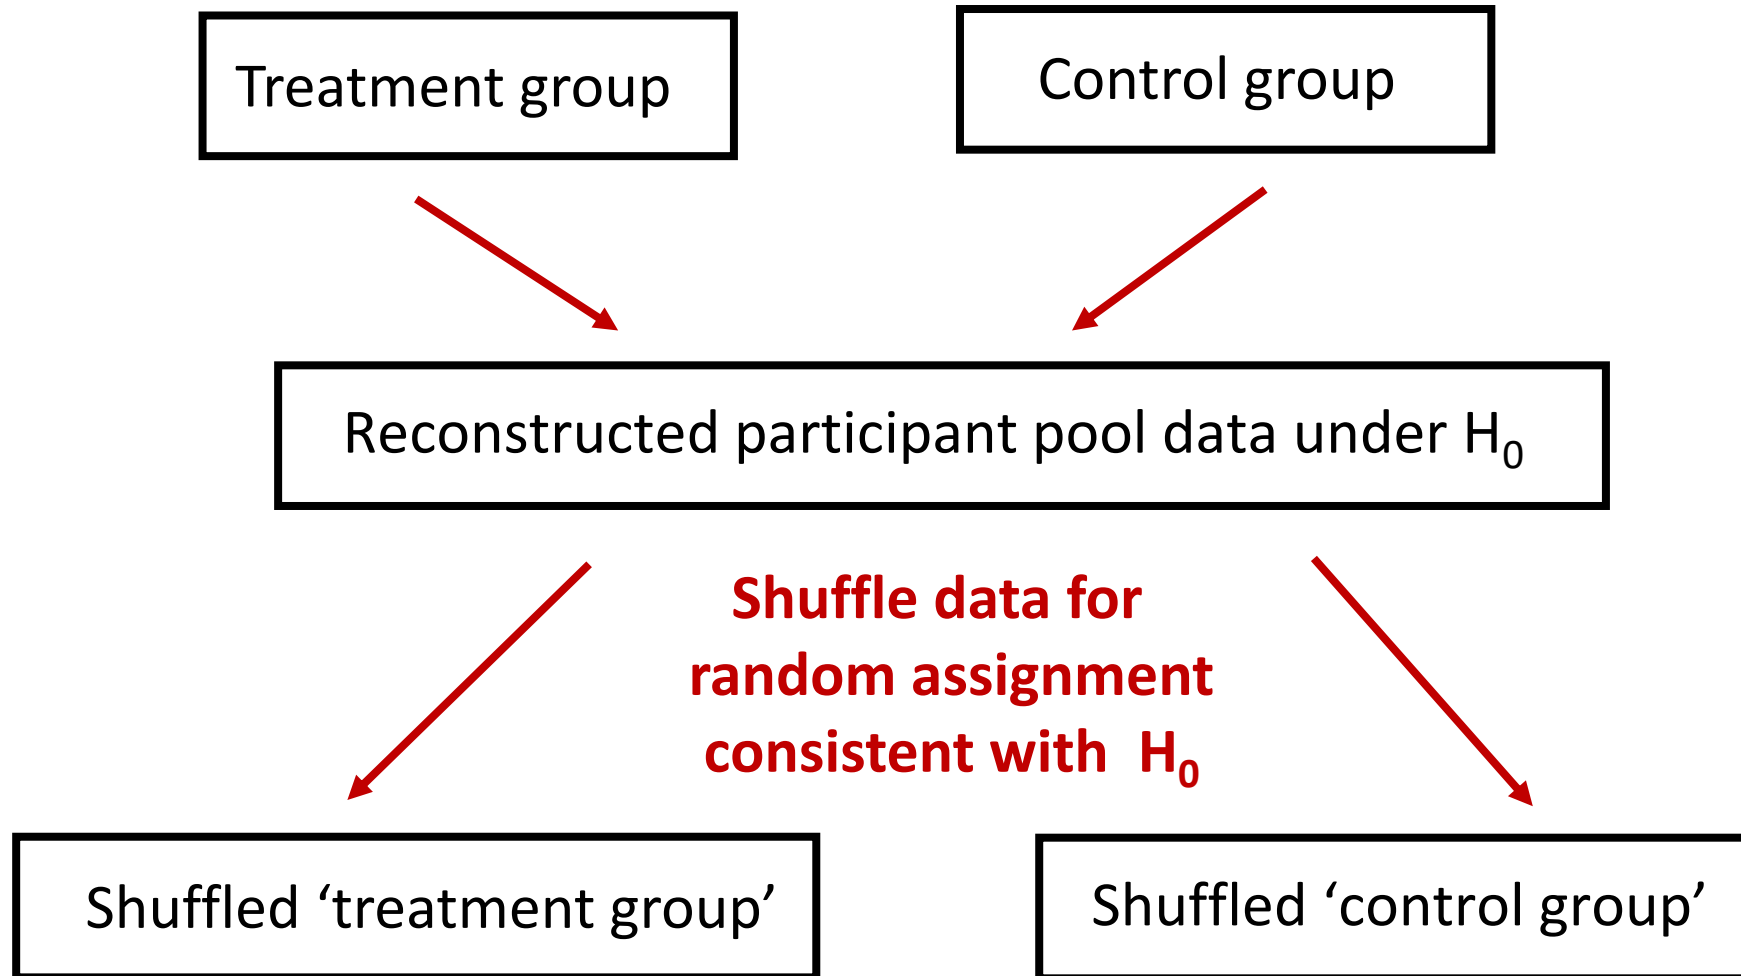 Treatment group
Control group
Reconstructed participant pool data under H₀
Shuffle data for
random assignment
consistent with H₀
Shuffled ‘treatment group’
Shuffled ‘control group’